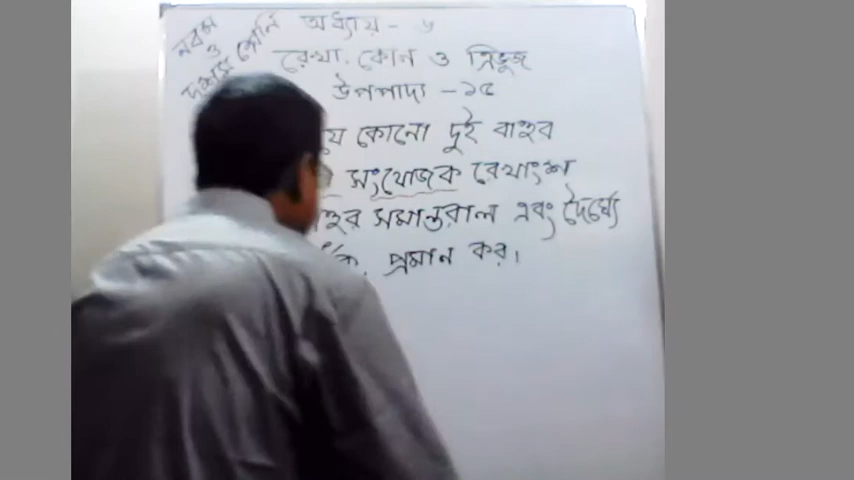 নবম
ও
দশম শ্রেনি
অধ্যায় - ৬
রেখা, কোন ও ত্রিভুজ
উপপাদ্য - ১৫
যে কোনো দুই বাহুর
সংযোজক রেখাংশ
সমান্তরাল এবং দৈর্ঘ্যে
প্রমান কর।